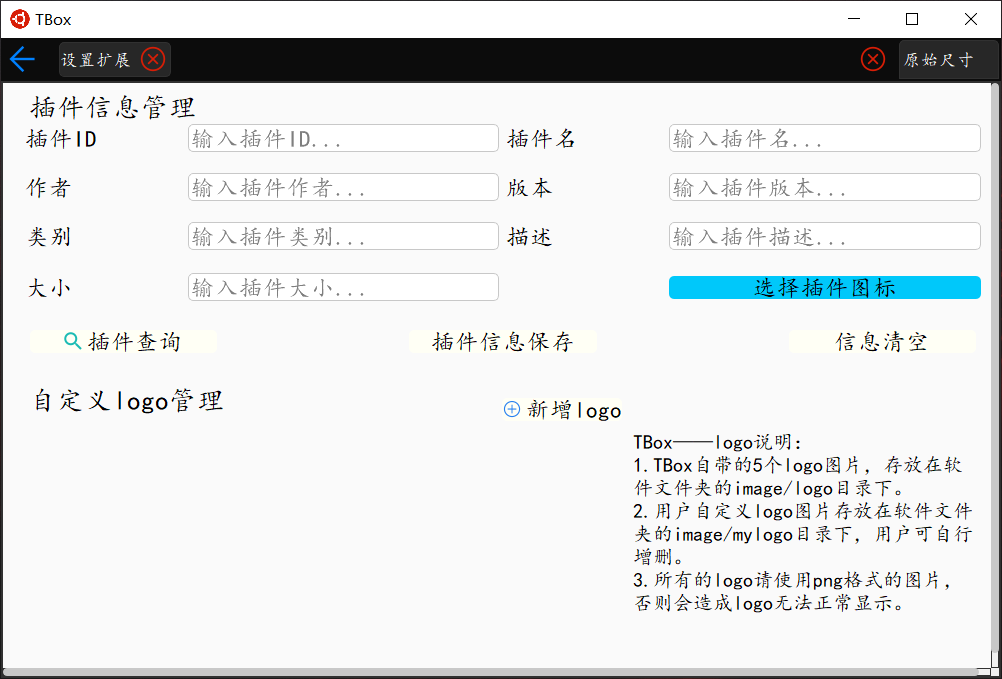 TBox
设置扩展
原始尺寸
插件信息管理
插件ID 输入插件ID... 插件名 输入插件名...
作者 输入插件作者... 版本 输入插件版本...
类别 输入插件类别... 描述 输入插件描述...
大小 输入插件大小... 选择插件图标
插件查询 插件信息保存 信息清空
自定义logo管理
新增logo
TBox——logo说明:
1.TBox自带的5个logo图片，存放在软
件文件夹的image/logo目录下。
2.用户自定义logo图片存放在软件文件
夹的image/mylogo目录下，用户可自行
增删。
3.所有的logo请使用png格式的图片，
否则会造成logo无法正常显示。